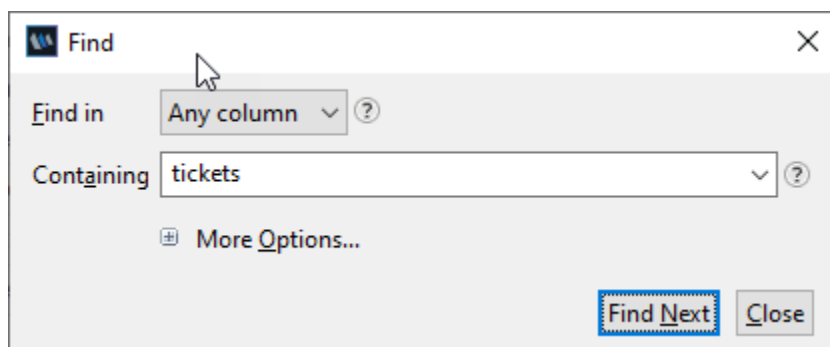 Find
Find in Any column ?
Containing tickets ?
More Options...
Find Next Close